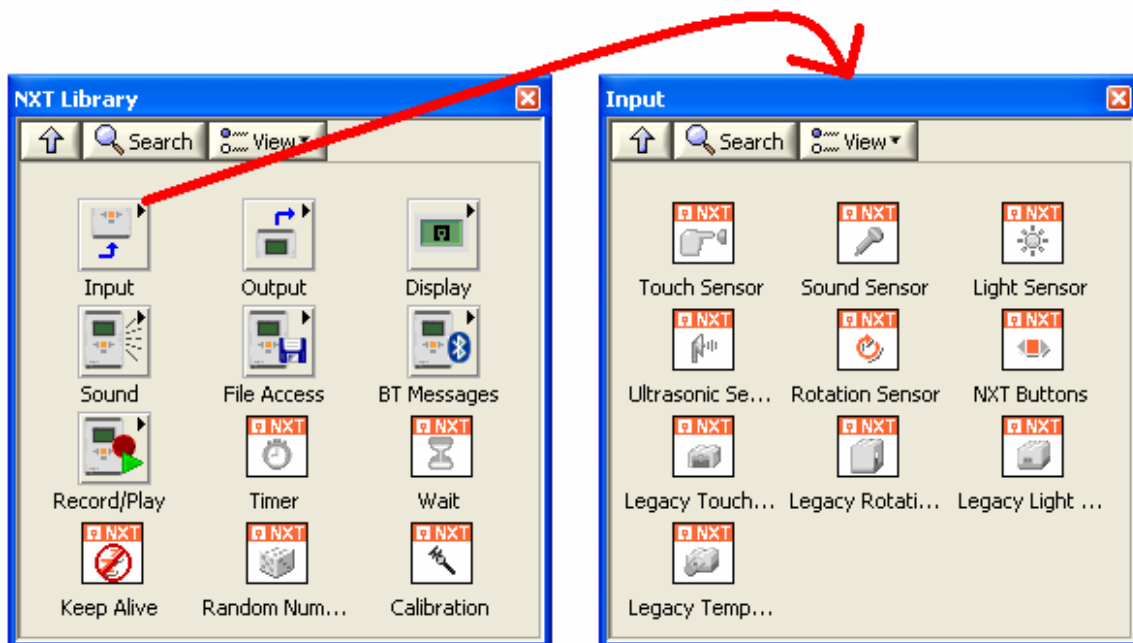 NXT Library
Search View
Input Output Display
Sound File Access BT Messages
NXT NXT
Record/Play Timer Wait
NXT NXT NXT
Keep Alive Random Num... Calibration
Input
Search View
NXT NXT NXT
Touch Sensor Sound Sensor Light Sensor
NXT NXT NXT
Ultrasonic Se... Rotation Sensor NXT Buttons
NXT NXT NXT
Legacy Touch... Legacy Rotati... Legacy Light ...
NXT
Legacy Temp...